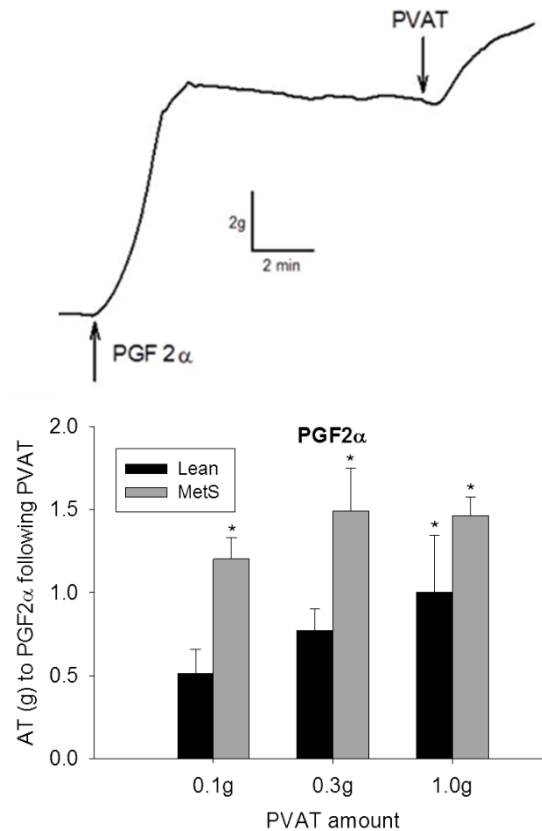 PVAT
2g
2 min
PGF 2 α
PGF2α
Lean
MetS
* * * *
AT (g) to PGF2α following PVAT
2.0
1.5
1.0
0.5
0.0
0.1g 0.3g 1.0g
PVAT amount